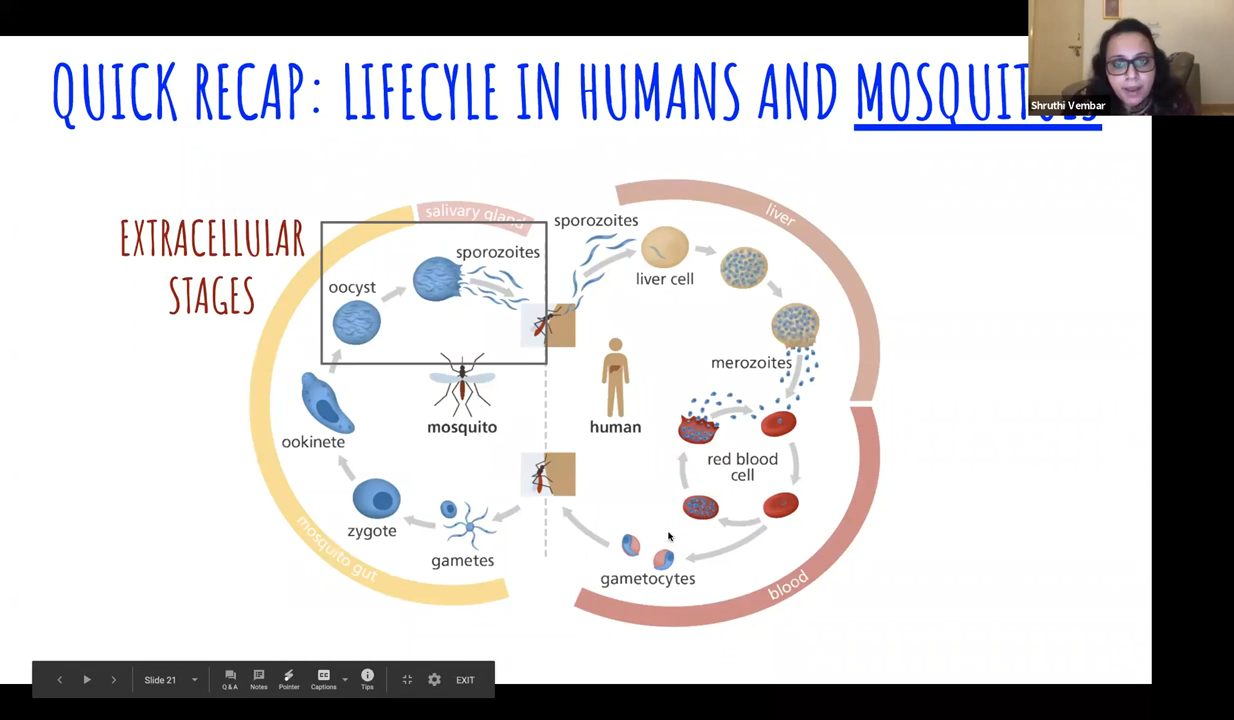 QUICK RECAP: LIFECYLE IN HUMANS AND
Shruthi Vembar
EXTRACELLULAR
STAGES
salivary gland
sporozoites
liver
sporozoites
liver cell
oocyst
merozoites
mosquito
human
ookinete
red blood
cell
zygote
gametes
mosquito gut
gametocytes
blood
Slide 21
Q & A
Notes
Pointer
Captions
Tips
EXIT